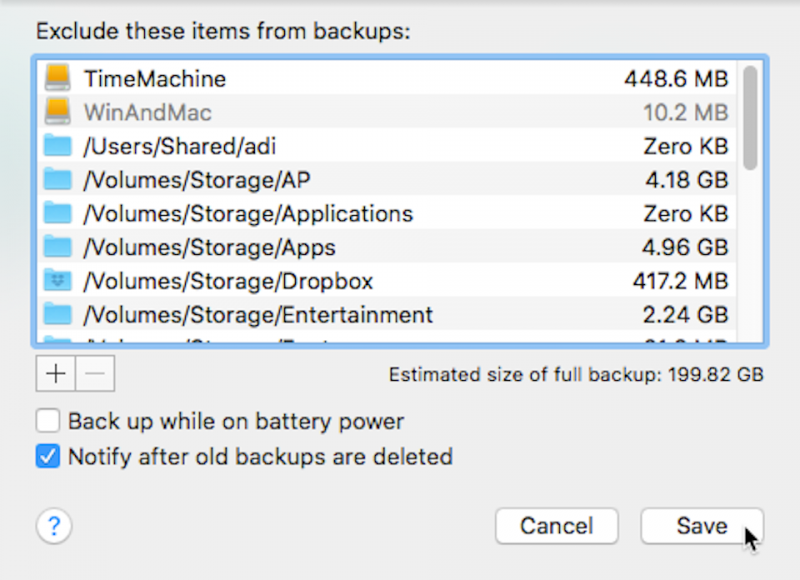 Exclude these items from backups:
TimeMachine 448.6 MB
WinAndMac 10.2 MB
/Users/Shared/adi Zero KB
/Volumes/Storage/AP 4.18 GB
/Volumes/Storage/Applications Zero KB
/Volumes/Storage/Apps 4.96 GB
/Volumes/Storage/Dropbox 417.2 MB
/Volumes/Storage/Entertainment 2.24 GB
+ −
Estimated size of full backup: 199.82 GB
Back up while on battery power
Notify after old backups are deleted
? Cancel Save